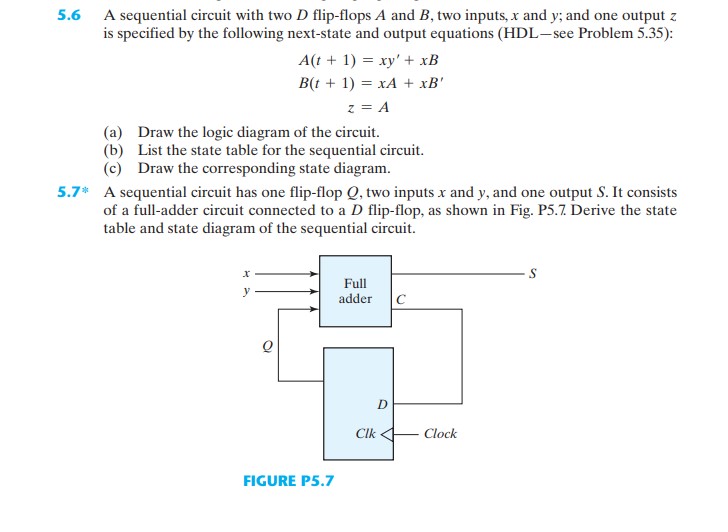 5.6 A sequential circuit with two D flip-flops A and B, two inputs, x and y; and one output z
is specified by the following next-state and output equations (HDL—see Problem 5.35):
A(t + 1) = xy' + xB
B(t + 1) = xA + xB'
z = A
(a) Draw the logic diagram of the circuit.
(b) List the state table for the sequential circuit.
(c) Draw the corresponding state diagram.
5.7* A sequential circuit has one flip-flop Q, two inputs x and y, and one output S. It consists
of a full-adder circuit connected to a D flip-flop, as shown in Fig. P5.7. Derive the state
table and state diagram of the sequential circuit.
x
y
Full
adder
C
S
Q
D
Clk
Clock
FIGURE P5.7